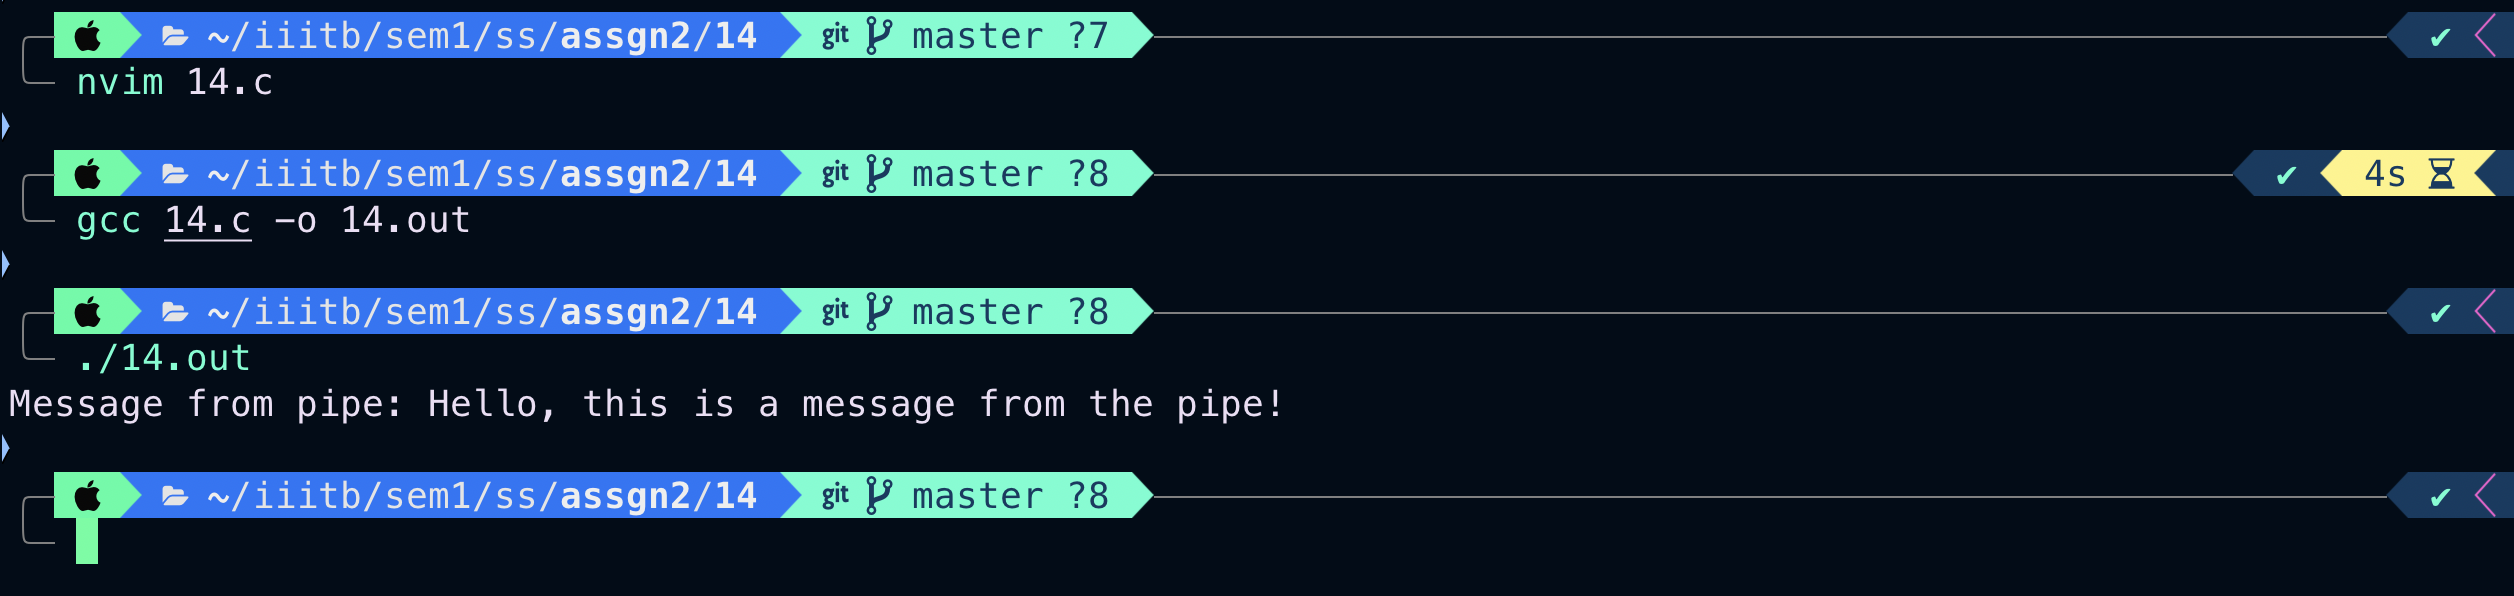 ~/iiitb/sem1/ss/assgn2/14 git master ?7 ✔
nvim 14.c
~/iiitb/sem1/ss/assgn2/14 git master ?8 ✔ 4s
gcc 14.c -o 14.out
~/iiitb/sem1/ss/assgn2/14 git master ?8 ✔
./14.out
Message from pipe: Hello, this is a message from the pipe!
~/iiitb/sem1/ss/assgn2/14 git master ?8 ✔